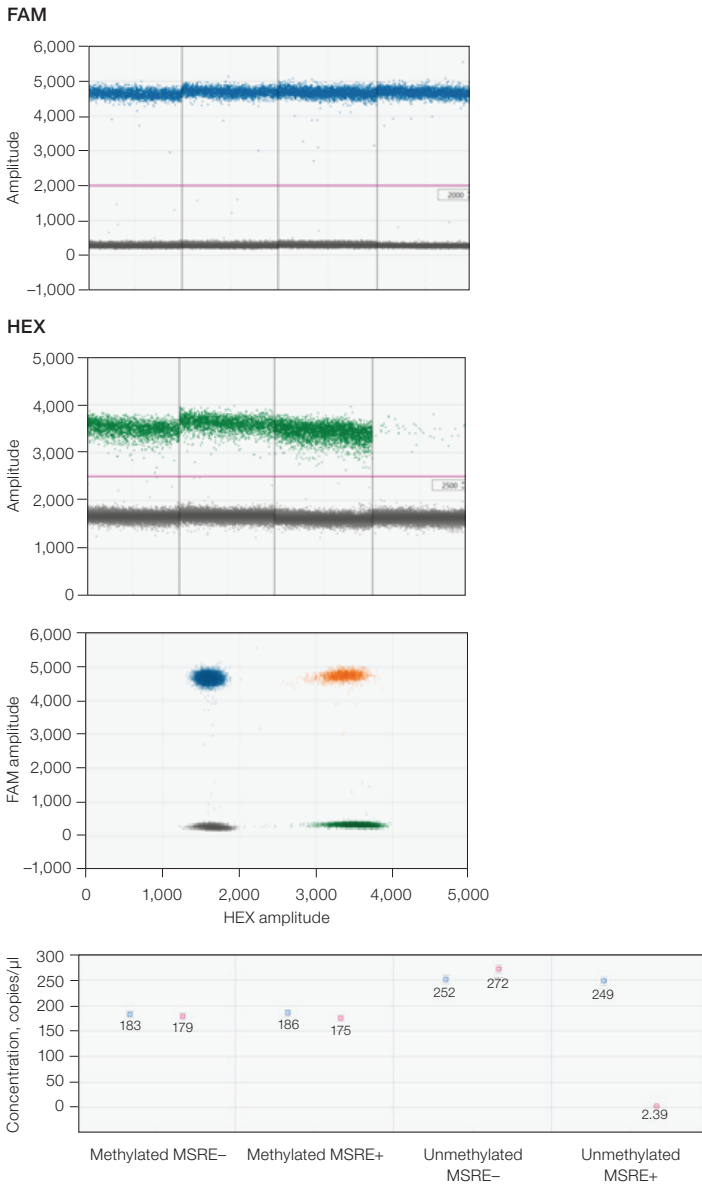 FAM
6,000
5,000
4,000
3,000
2,000
1,000
0
–1,000
Amplitude
2000
HEX
5,000
4,000
3,000
2,000
1,000
0
Amplitude
2500
6,000
5,000
4,000
3,000
2,000
1,000
0
–1,000
FAM amplitude
0 1,000 2,000 3,000 4,000 5,000
HEX amplitude
300
250
200
150
100
50
0
Concentration, copies/µl
183 179 186 175 252 272 249 2.39
Methylated MSRE– Methylated MSRE+ Unmethylated Unmethylated
MSRE– MSRE+